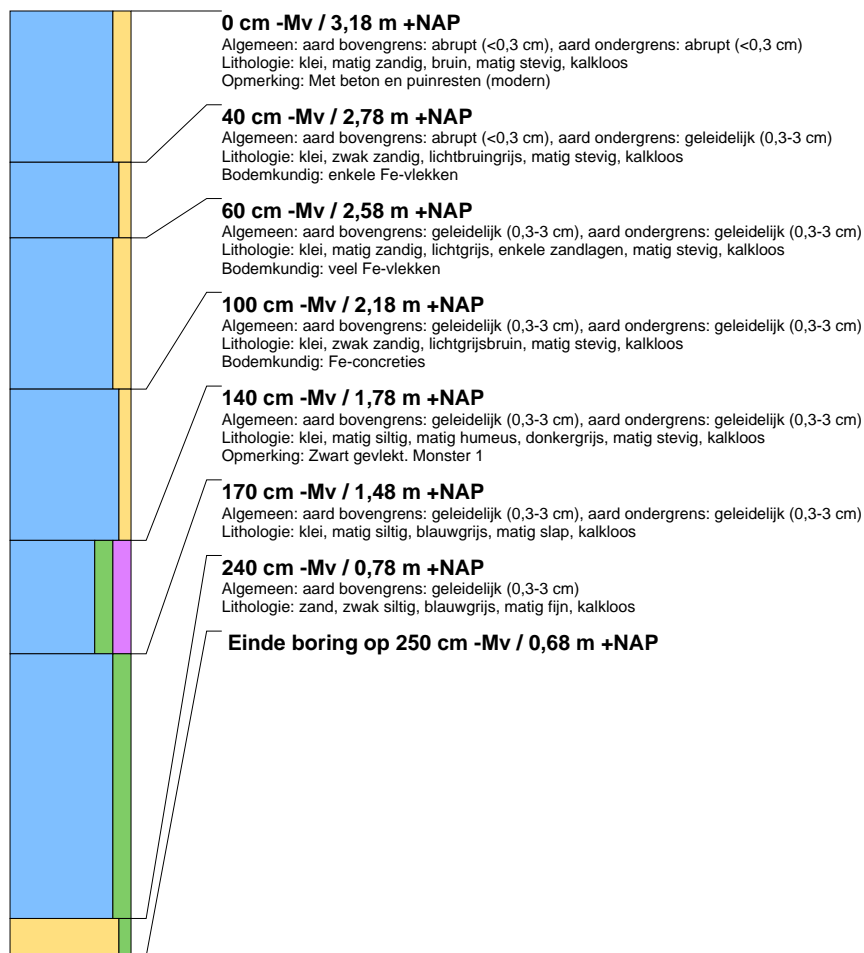 0 cm -Mv / 3,18 m +NAP
Algemeen: aard bovengrens: abrupt (<0,3 cm), aard ondergrens: abrupt (<0,3 cm)
Lithologie: klei, matig zandig, bruin, matig stevig, kalkloos
Opmerking: Met beton en puinresten (modern)
40 cm -Mv / 2,78 m +NAP
Algemeen: aard bovengrens: abrupt (<0,3 cm), aard ondergrens: geleidelijk (0,3-3 cm)
Lithologie: klei, zwak zandig, lichtbruingrijs, matig stevig, kalkloos
Bodemkundig: enkele Fe-vlekken
60 cm -Mv / 2,58 m +NAP
Algemeen: aard bovengrens: geleidelijk (0,3-3 cm), aard ondergrens: geleidelijk (0,3-3 cm)
Lithologie: klei, matig zandig, lichtgrijs, enkele zandlagen, matig stevig, kalkloos
Bodemkundig: veel Fe-vlekken
100 cm -Mv / 2,18 m +NAP
Algemeen: aard bovengrens: geleidelijk (0,3-3 cm), aard ondergrens: geleidelijk (0,3-3 cm)
Lithologie: klei, zwak zandig, lichtgrijsbruin, matig stevig, kalkloos
Bodemkundig: Fe-concreties
140 cm -Mv / 1,78 m +NAP
Algemeen: aard bovengrens: geleidelijk (0,3-3 cm), aard ondergrens: geleidelijk (0,3-3 cm)
Lithologie: klei, matig siltig, matig humeus, donkergrijs, matig stevig, kalkloos
Opmerking: Zwart gevlekt. Monster 1
170 cm -Mv / 1,48 m +NAP
Algemeen: aard bovengrens: geleidelijk (0,3-3 cm), aard ondergrens: geleidelijk (0,3-3 cm)
Lithologie: klei, matig siltig, blauwgrijs, matig slap, kalkloos
240 cm -Mv / 0,78 m +NAP
Algemeen: aard bovengrens: geleidelijk (0,3-3 cm)
Lithologie: zand, zwak siltig, blauwgrijs, matig fijn, kalkloos
Einde boring op 250 cm -Mv / 0,68 m +NAP